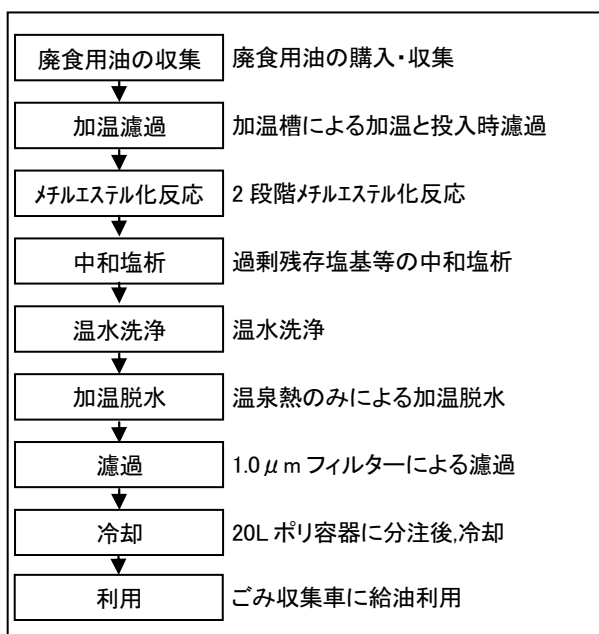 廃食用油の収集 廃食用油の購入・収集
加温濾過 加温槽による加温と投入時濾過
ﾒﾁﾙｴｽﾃﾙ化反応 2段階ﾒﾁﾙｴｽﾃﾙ化反応
中和塩析 過剰残存塩基等の中和塩析
温水洗浄 温水洗浄
加温脱水 温泉熱のみによる加温脱水
濾過 1.0μmフィルターによる濾過
冷却 20Lポリ容器に分注後,冷却
利用 ごみ収集車に給油利用